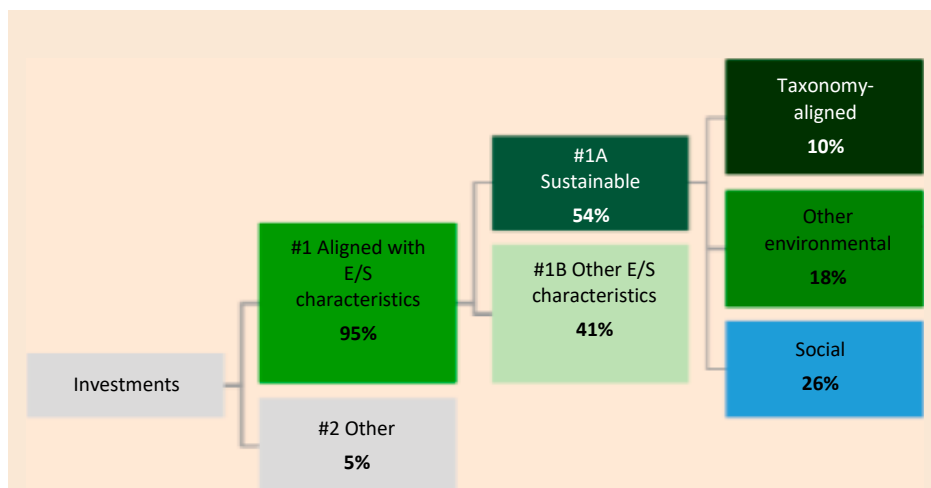 Investments
#1 Aligned with
E/S
characteristics
95%
#2 Other
5%
#1A
Sustainable
54%
#1B Other E/S
characteristics
41%
Taxonomy-
aligned
10%
Other
environmental
18%
Social
26%